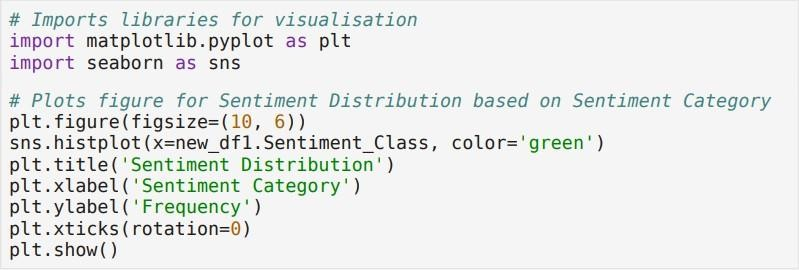 # Imports libraries for visualisation
import matplotlib.pyplot as plt
import seaborn as sns
# Plots figure for Sentiment Distribution based on Sentiment Category
plt.figure(figsize=(10, 6))
sns.histplot(x=new_df1.Sentiment_Class, color='green')
plt.title('Sentiment Distribution')
plt.xlabel('Sentiment Category')
plt.ylabel('Frequency')
plt.xticks(rotation=0)
plt.show()